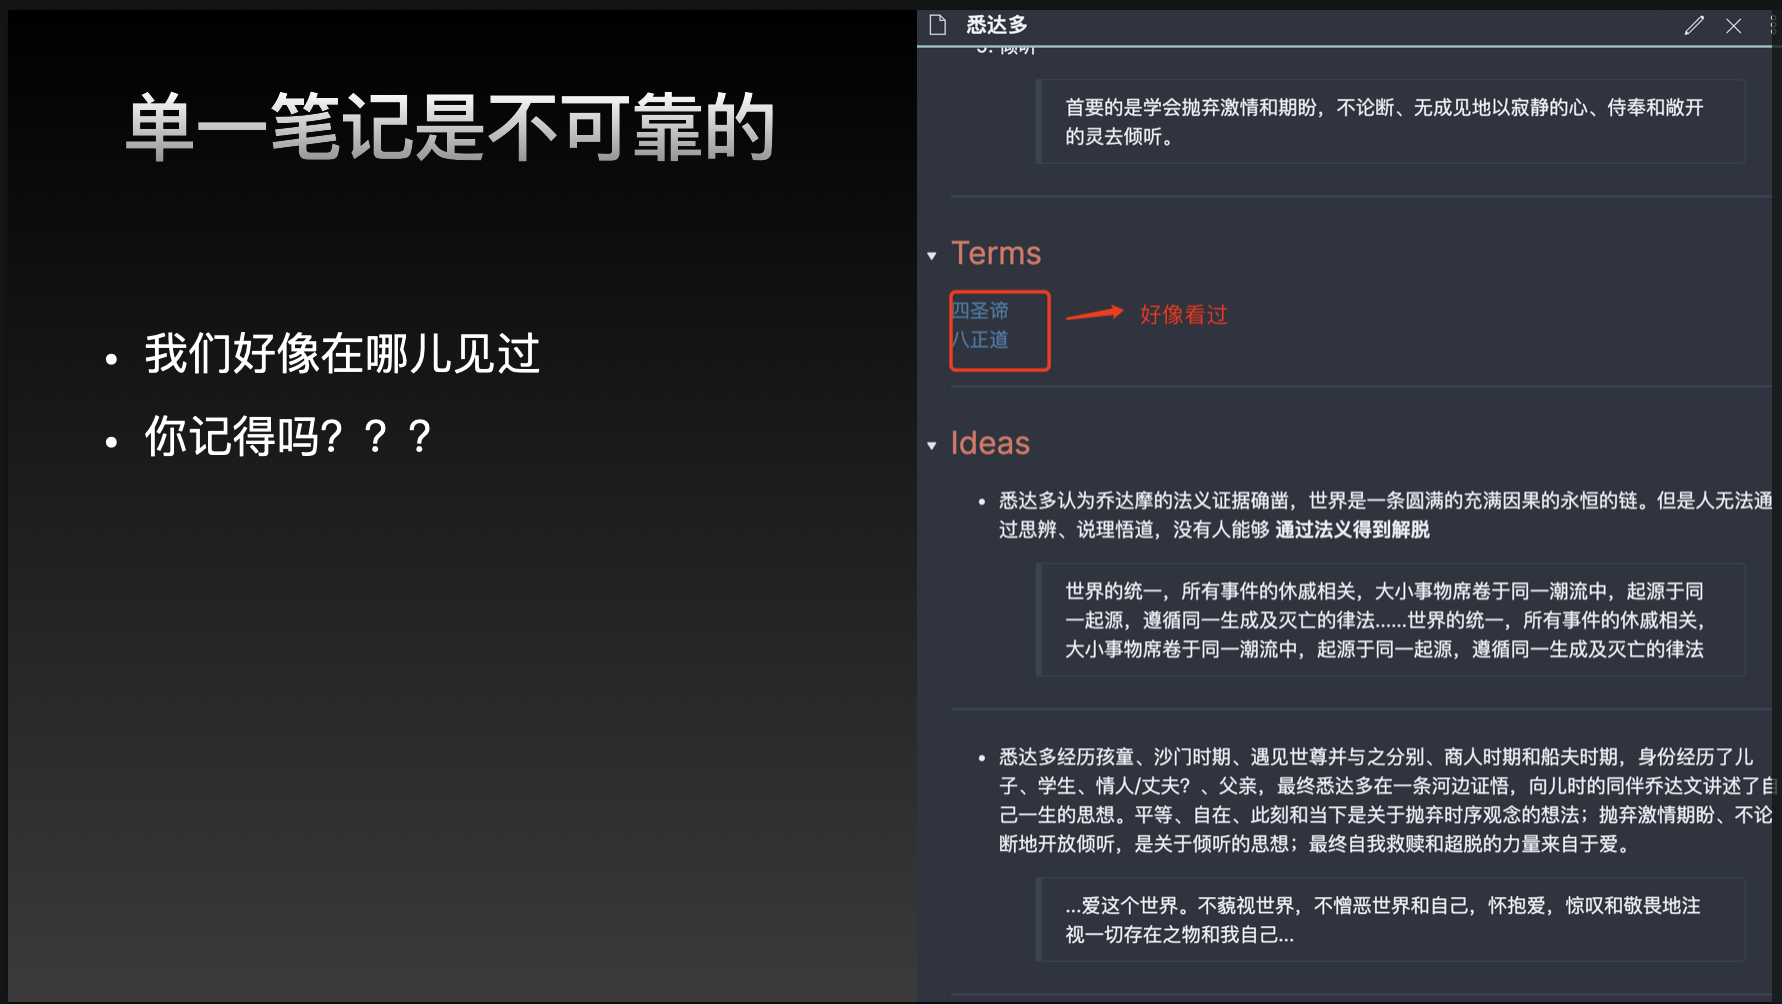 单一笔记是不可靠的
• 我们好像在哪儿见过
• 你记得吗？？？
悉达多
3. 倾听
首要的是学会抛弃激情和期盼，不论断、无成见地以寂静的心、侍奉和敞开
的灵去倾听。
Terms
四圣谛
八正道
好像看过
Ideas
• 悉达多认为乔达摩的法义证据确凿，世界是一条圆满的充满因果的永恒的链。但是人无法通
过思辨、说理悟道，没有人能够 通过法义得到解脱
世界的统一，所有事件的休戚相关，大小事物席卷于同一潮流中，起源于同
一起源，遵循同一生成及灭亡的律法......世界的统一，所有事件的休戚相关，
大小事物席卷于同一潮流中，起源于同一起源，遵循同一生成及灭亡的律法
• 悉达多经历孩童、沙门时期、遇见世尊并与之分别、商人时期和船夫时期，身份经历了儿
子、学生、情人/丈夫？、父亲，最终悉达多在一条河边证悟，向儿时的同伴乔达文讲述了自
己一生的思想。平等、自在、此刻和当下是关于抛弃时序观念的想法；抛弃激情期盼、不论
断地开放倾听，是关于倾听的思想；最终自我救赎和超脱的力量来自于爱。
...爱这个世界。不藐视世界，不憎恶世界和自己，怀抱爱，惊叹和敬畏地注
视一切存在之物和我自己...